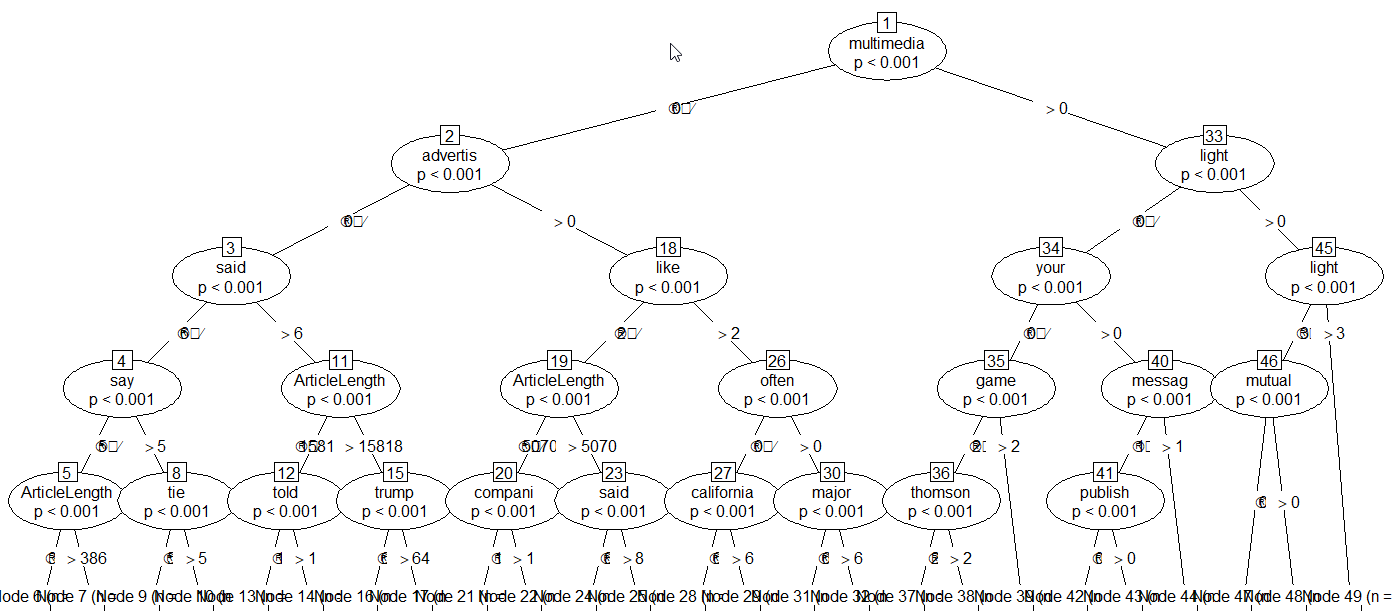 1
multimedia
p < 0.001
> 0
2
advertis
p < 0.001
33
light
p < 0.001
> 0
> 0
3
said
p < 0.001
18
like
p < 0.001
34
your
p < 0.001
45
light
p < 0.001
> 6
> 2
> 0
> 3
4
say
p < 0.001
11
ArticleLength
p < 0.001
19
ArticleLength
p < 0.001
26
often
p < 0.001
35
game
p < 0.001
40
messag
p < 0.001
46
mutual
p < 0.001
> 5
> 15818
> 5070
> 0
> 2
> 1
5
ArticleLength
p < 0.001
8
tie
p < 0.001
12
told
p < 0.001
15
trump
p < 0.001
20
compani
p < 0.001
23
said
p < 0.001
27
california
p < 0.001
30
major
p < 0.001
36
thomson
p < 0.001
41
publish
p < 0.001
> 0
> 386
> 5
> 1
> 64
> 1
> 8
> 6
> 6
> 2
> 0
Node 7 (n = Node 9 (n = Node 49 (n =